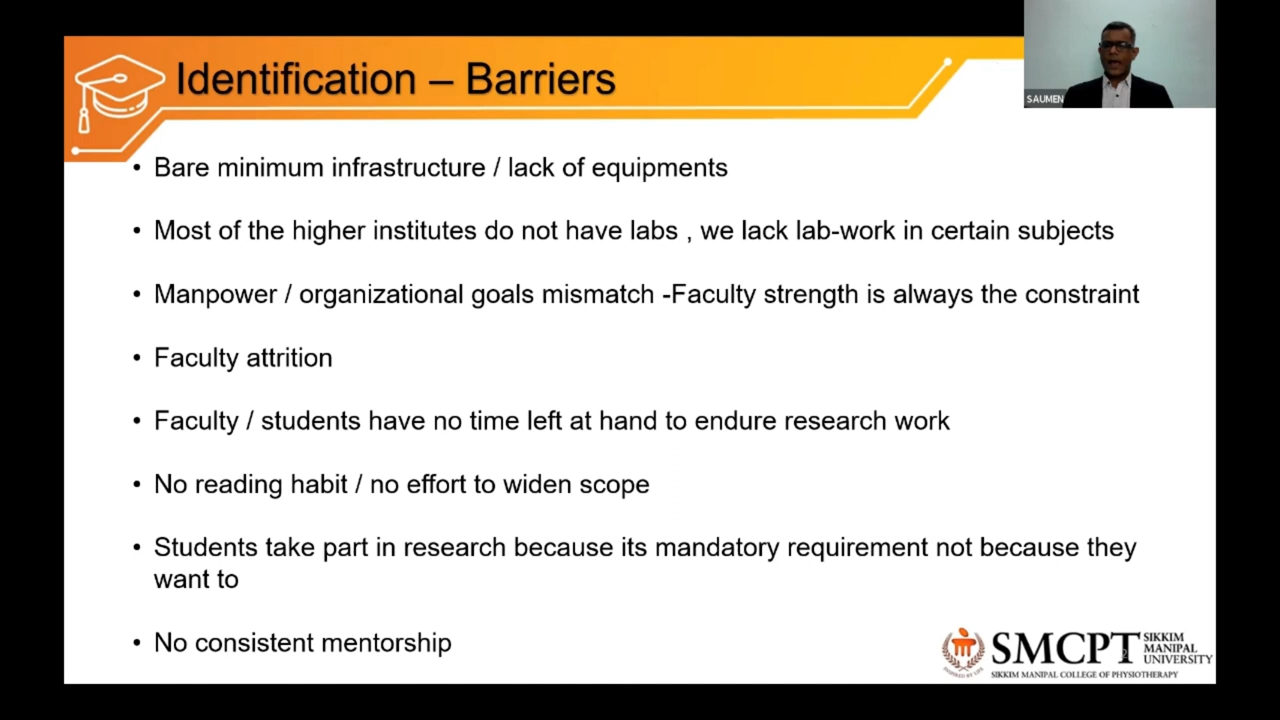 Identification – Barriers
SAUMEN
• Bare minimum infrastructure / lack of equipments
• Most of the higher institutes do not have labs , we lack lab-work in certain subjects
• Manpower / organizational goals mismatch -Faculty strength is always the constraint
• Faculty attrition
• Faculty / students have no time left at hand to endure research work
• No reading habit / no effort to widen scope
• Students take part in research because its mandatory requirement not because they
want to
• No consistent mentorship
SMCPT
SIKKIM
MANIPAL
UNIVERSITY
INSPIRED BY LIFE
SIKKIM MANIPAL COLLEGE OF PHYSIOTHERAPY